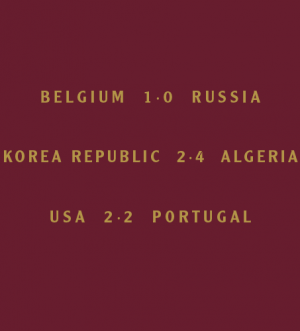 BELGIUM 1·0 RUSSIA
KOREA REPUBLIC 2·4 ALGERIA
USA 2·2 PORTUGAL